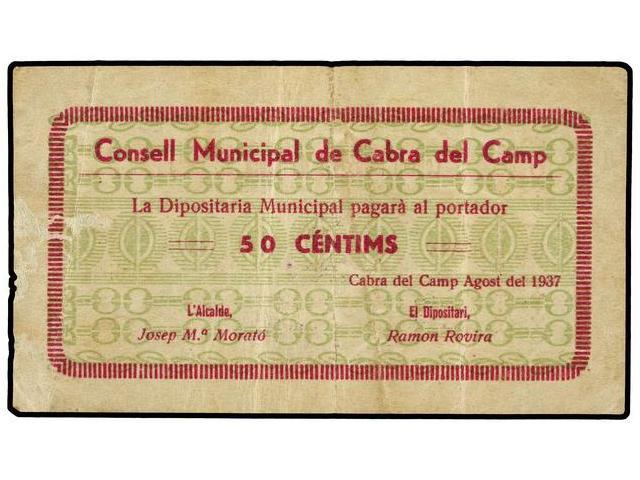 Consell Municipal de Cabra del Camp
La Dipositaria Municipal pagarà al portador
50 CÉNTIMS
Cabra del Camp Agost del 1937
L'Alcalde, El Dipositari,
Josep M.ª Morató Ramon Rovira